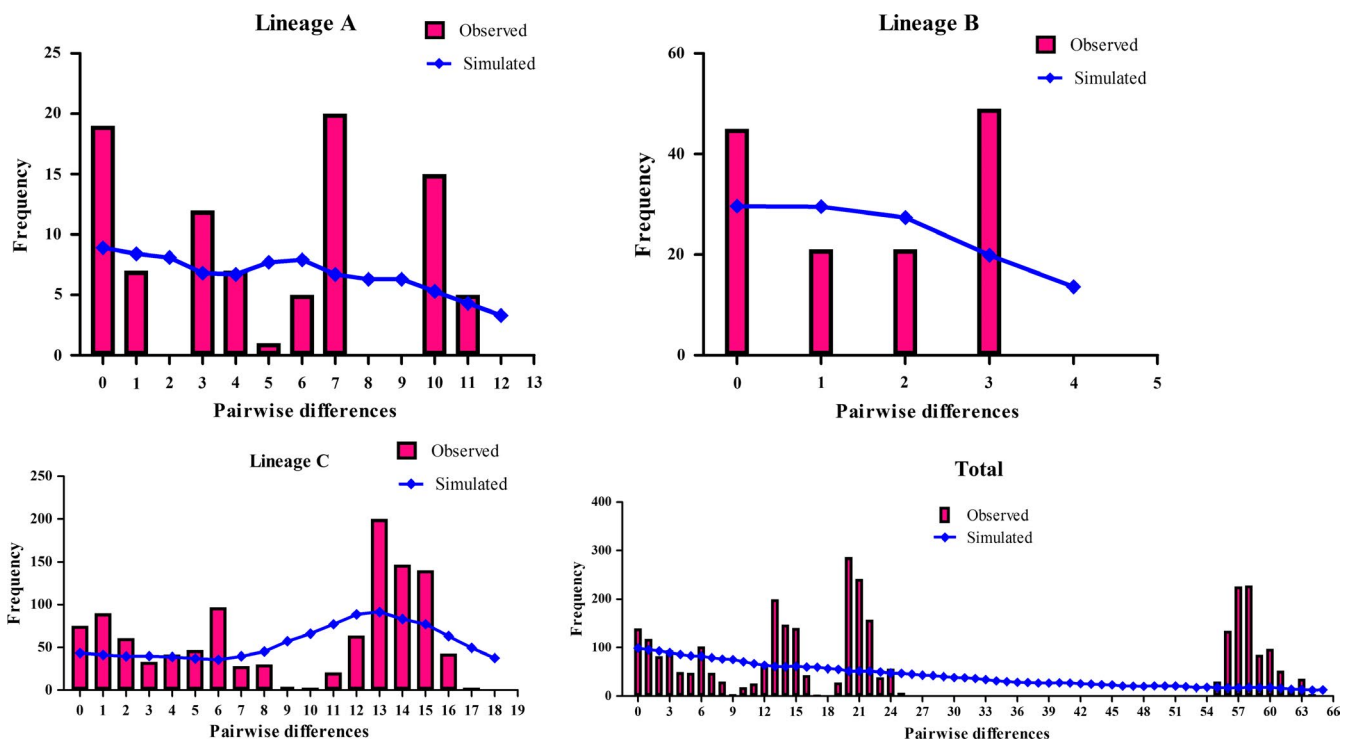 Lineage A
Observed
Simulated
Frequency
25
20
15
10
5
0
0 1 2 3 4 5 6 7 8 9 10 11 12 13
Pairwise differences
Lineage B
Observed
Simulated
Frequency
60
40
20
0
0 1 2 3 4 5
Pairwise differences
Lineage C
Observed
Simulated
Frequency
250
200
150
100
50
0
0 1 2 3 4 5 6 7 8 9 10 11 12 13 14 15 16 17 18 19
Pairwise differences
Total
Observed
Simulated
Frequency
400
300
200
100
0
0 3 6 9 12 15 18 21 24 27 30 33 36 39 42 45 48 51 54 57 60 63 66
Pairwise differences